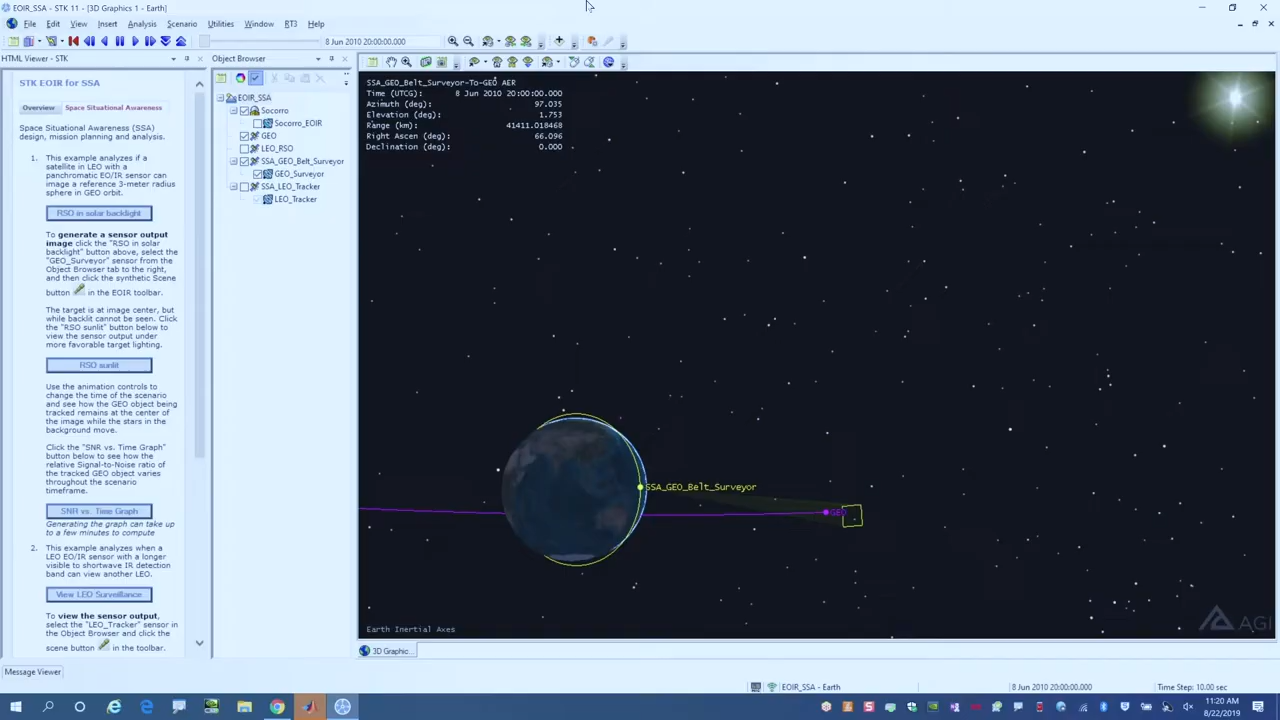 EOIR_SSA - STK 11 - [3D Graphics 1 - Earth]
File Edit View Insert Analysis Scenario Utilities Window RT3 Help
8 Jun 2010 20:00:00.000
HTML Viewer - STK
STK EOIR for SSA
Overview Space Situational Awareness
Space Situational Awareness (SSA)
design, mission planning and analysis.
1. This example analyzes if a
satellite in LEO with a
panchromatic EO/IR sensor can
image a reference 3-meter radius
sphere in GEO orbit.
RSO in solar backlight
To generate a sensor output
image click the "RSO in solar
backlight" button above, select the
"GEO_Surveyor" sensor from the
Object Browser tab to the right,
and then click the synthetic Scene
button in the EOIR toolbar.
The target is at image center, but
while backlit cannot be seen. Click
the "RSO sunlit" button below to
view the sensor output under
more favorable target lighting.
RSO sunlit
Use the animation controls to
change the time of the scenario
and see how the GEO object being
tracked remains at the center of
the image while the stars in the
background move.
Click the "SNR vs. Time Graph"
button below to see how the
relative Signal-to-Noise ratio of
the tracked GEO object varies
throughout the scenario
timeframe.
SNR vs. Time Graph
Generating the graph can take up
to a few minutes to compute
2. This example analyzes when a
LEO EO/IR sensor with a longer
visible to shortwave IR detection
band can view another LEO.
View LEO Surveillance
To view the sensor output,
select the "LEO_Tracker" sensor in
the Object Browser and click the
scene button in the toolbar.
Object Browser
EOIR_SSA
Socorro
Socorro_EOIR
GEO
LEO_RSO
SSA_GEO_Belt_Surveyor
GEO_Surveyor
SSA_LEO_Tracker
LEO_Tracker
SSA_GEO_Belt_Surveyor-To-GEO AER
Time (UTCG): 8 Jun 2010 20:00:00.000
Azimuth (deg): 97.035
Elevation (deg): 1.753
Range (km): 41411.018468
Right Ascen (deg): 66.096
Declination (deg): 0.000
SSA_GEO_Belt_Surveyor
GEO
Earth Inertial Axes
AGI
3D Graphic...
Message Viewer
EOIR_SSA - Earth
8 Jun 2010 20:00:00.000
Time Step: 10.00 sec
11:20 AM
8/22/2019